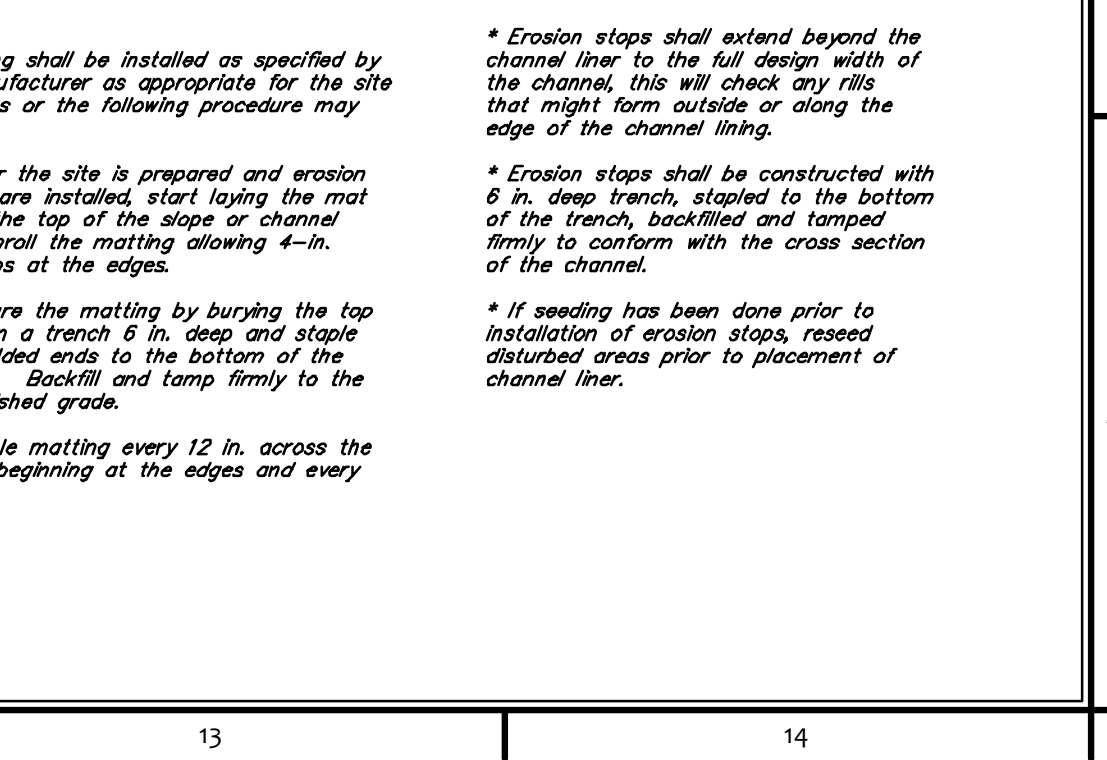 shall be installed as specified by
as appropriate for the site
or the following procedure may
the site is prepared and erosion
are installed, start laying the mat
the top of the slope or channel
the matting allowing 4-in.
at the edges.
the matting by burying the top
a trench 6 in. deep and staple
ends to the bottom of the
Backfill and tamp firmly to the
grade.
matting every 12 in. across the
beginning at the edges and every
* Erosion stops shall extend beyond the
channel liner to the full design width of
the channel, this will check any rills
that might form outside or along the
edge of the channel lining.
* Erosion stops shall be constructed with
6 in. deep trench, stapled to the bottom
of the trench, backfilled and tamped
firmly to conform with the cross section
of the channel.
* If seeding has been done prior to
installation of erosion stops, reseed
disturbed areas prior to placement of
channel liner.
13
14